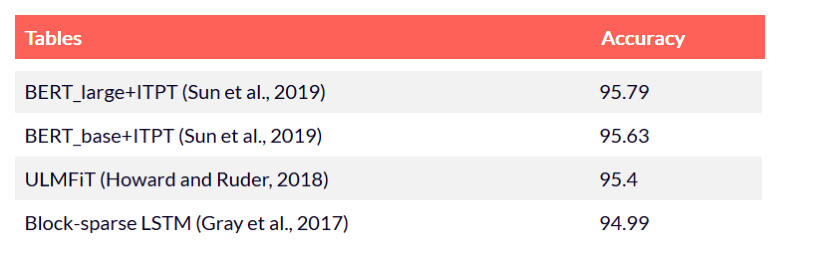 Tables Accuracy
BERT_large+ITPT (Sun et al., 2019) 95.79
BERT_base+ITPT (Sun et al., 2019) 95.63
ULMFiT (Howard and Ruder, 2018) 95.4
Block-sparse LSTM (Gray et al., 2017) 94.99